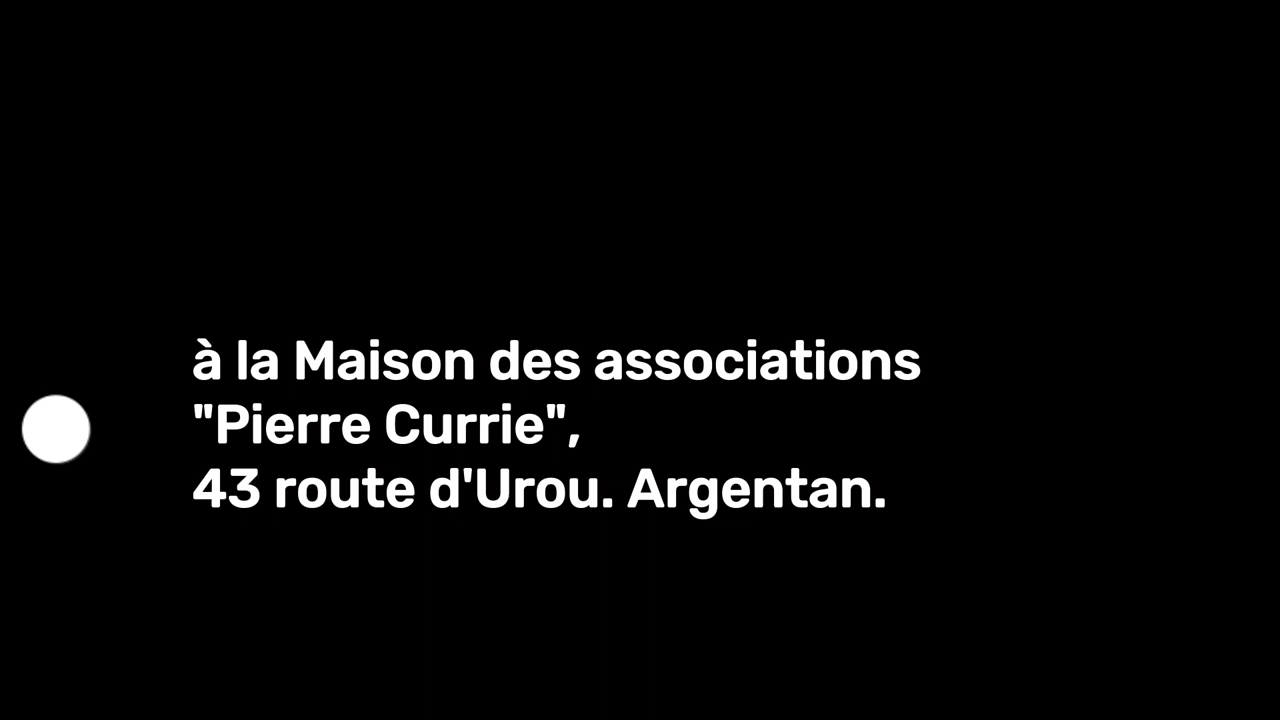 à la Maison des associations
"Pierre Currie",
43 route d'Urou. Argentan.